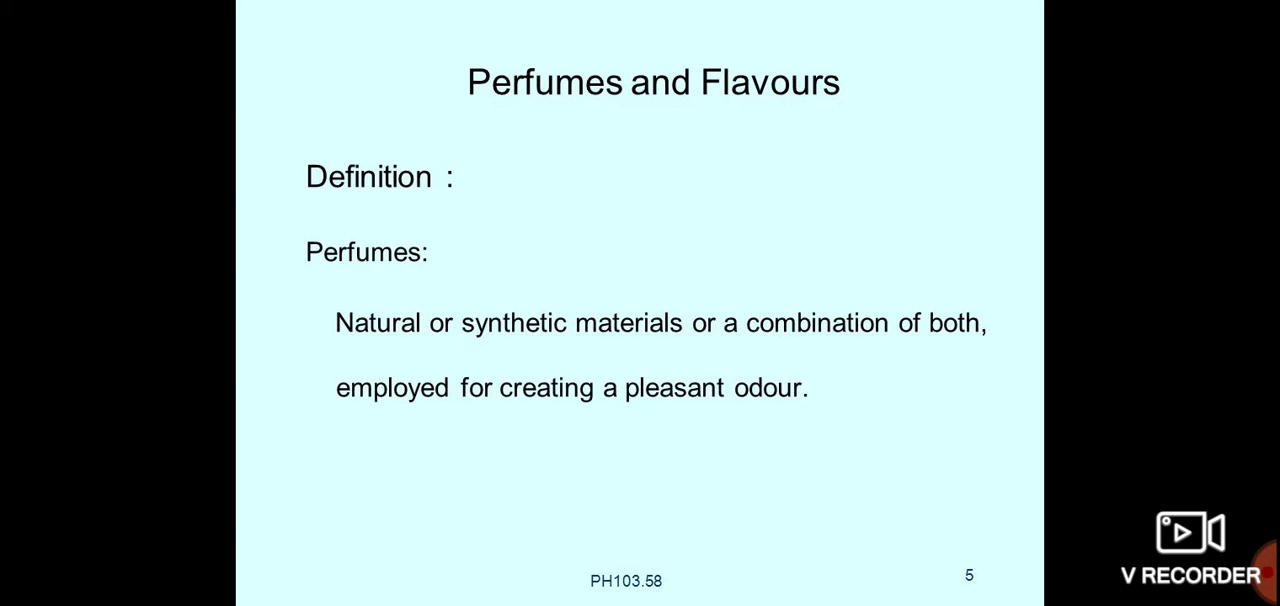 Perfumes and Flavours
Definition :
Perfumes:
Natural or synthetic materials or a combination of both,
employed for creating a pleasant odour.
PH103.58
5
V RECORDER